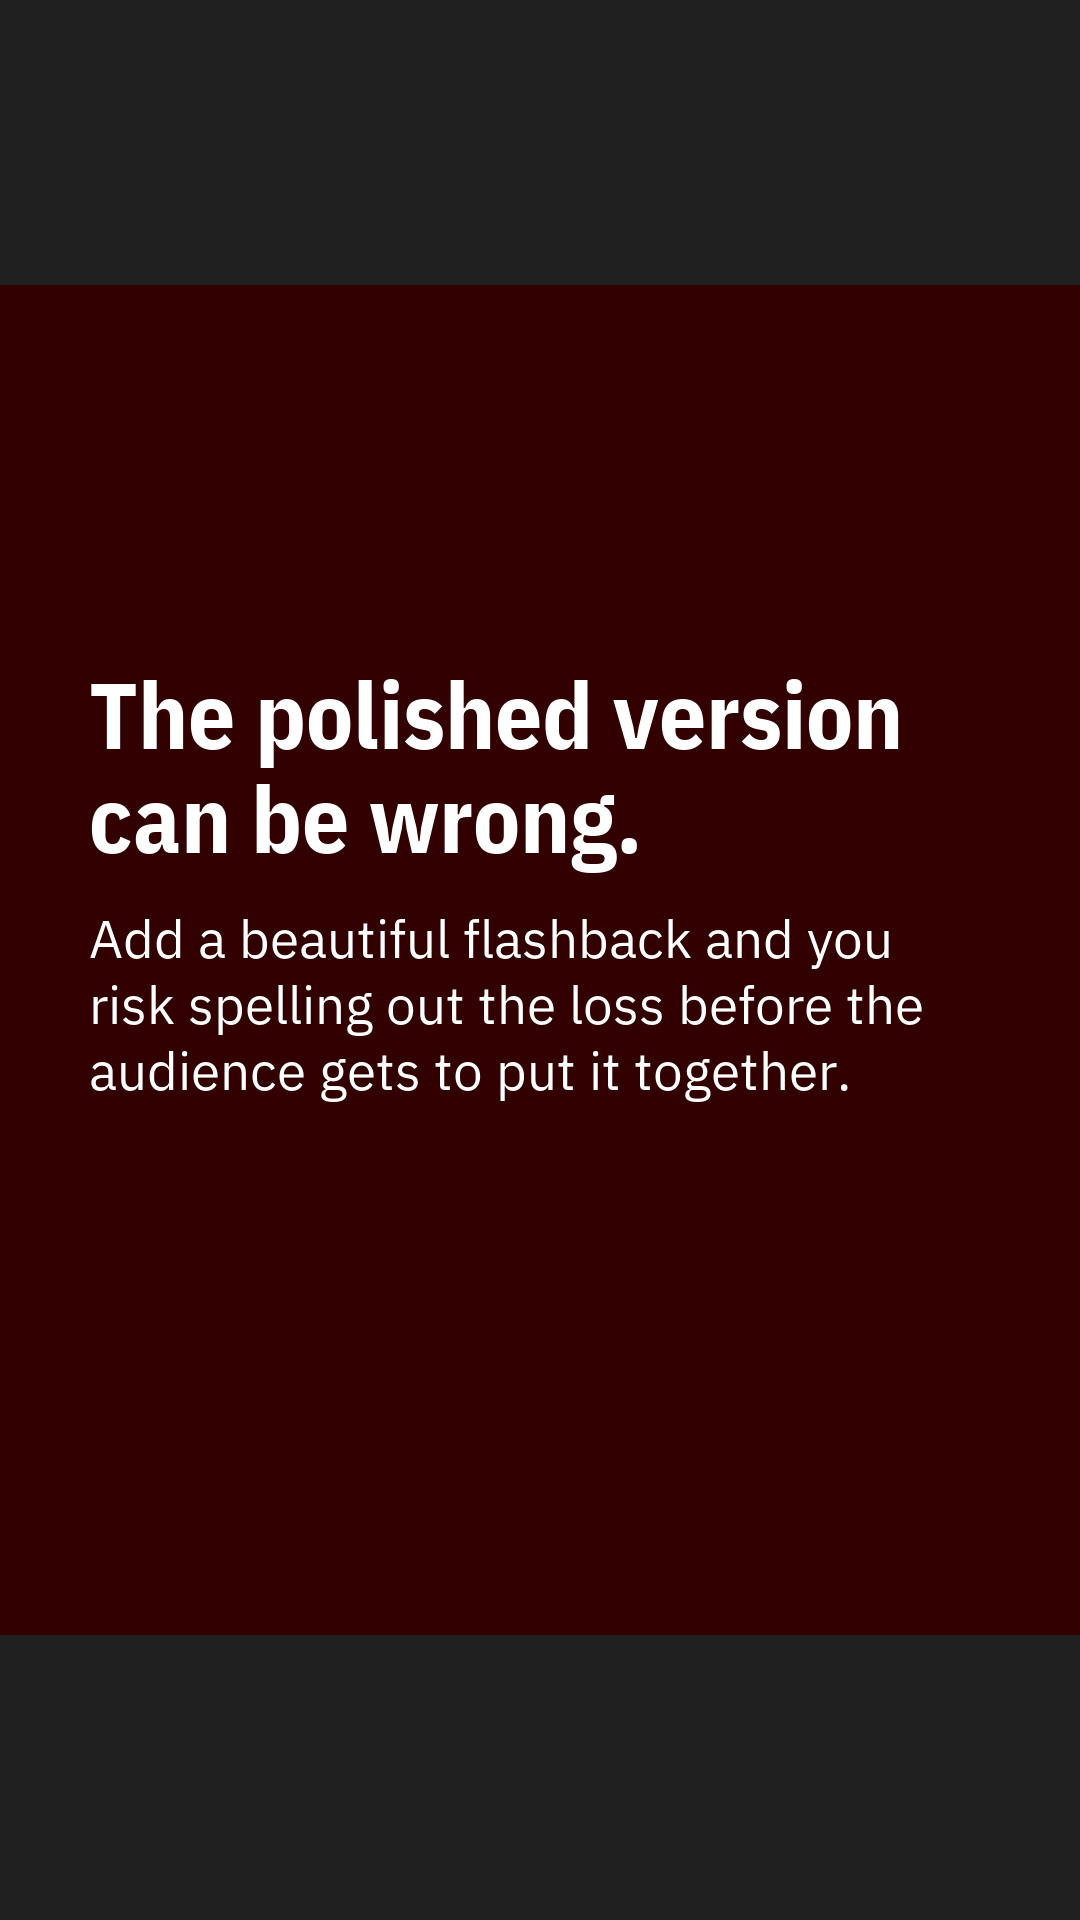 The polished version
can be wrong.
Add a beautiful flashback and you
risk spelling out the loss before the
audience gets to put it together.